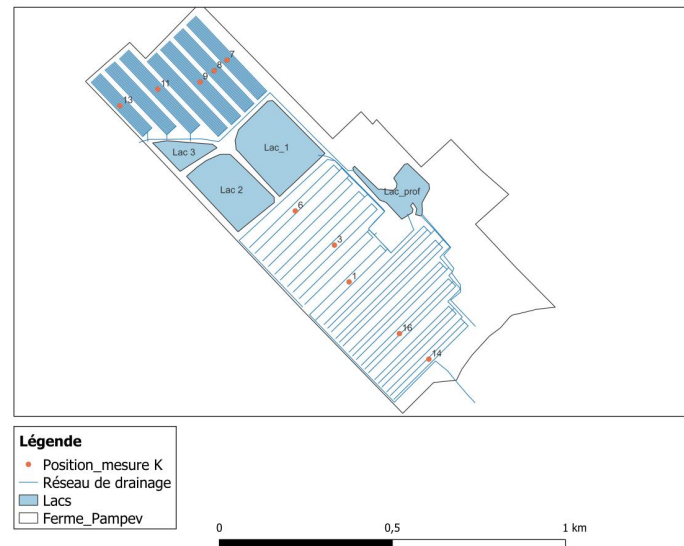 7
8
9
11
13
Lac_1
Lac 3
Lac 2
Lac_prof
6
3
1
16
14
Légende
Position_mesure K
Réseau de drainage
Lacs
Ferme_Pampev
0 0,5 1 km